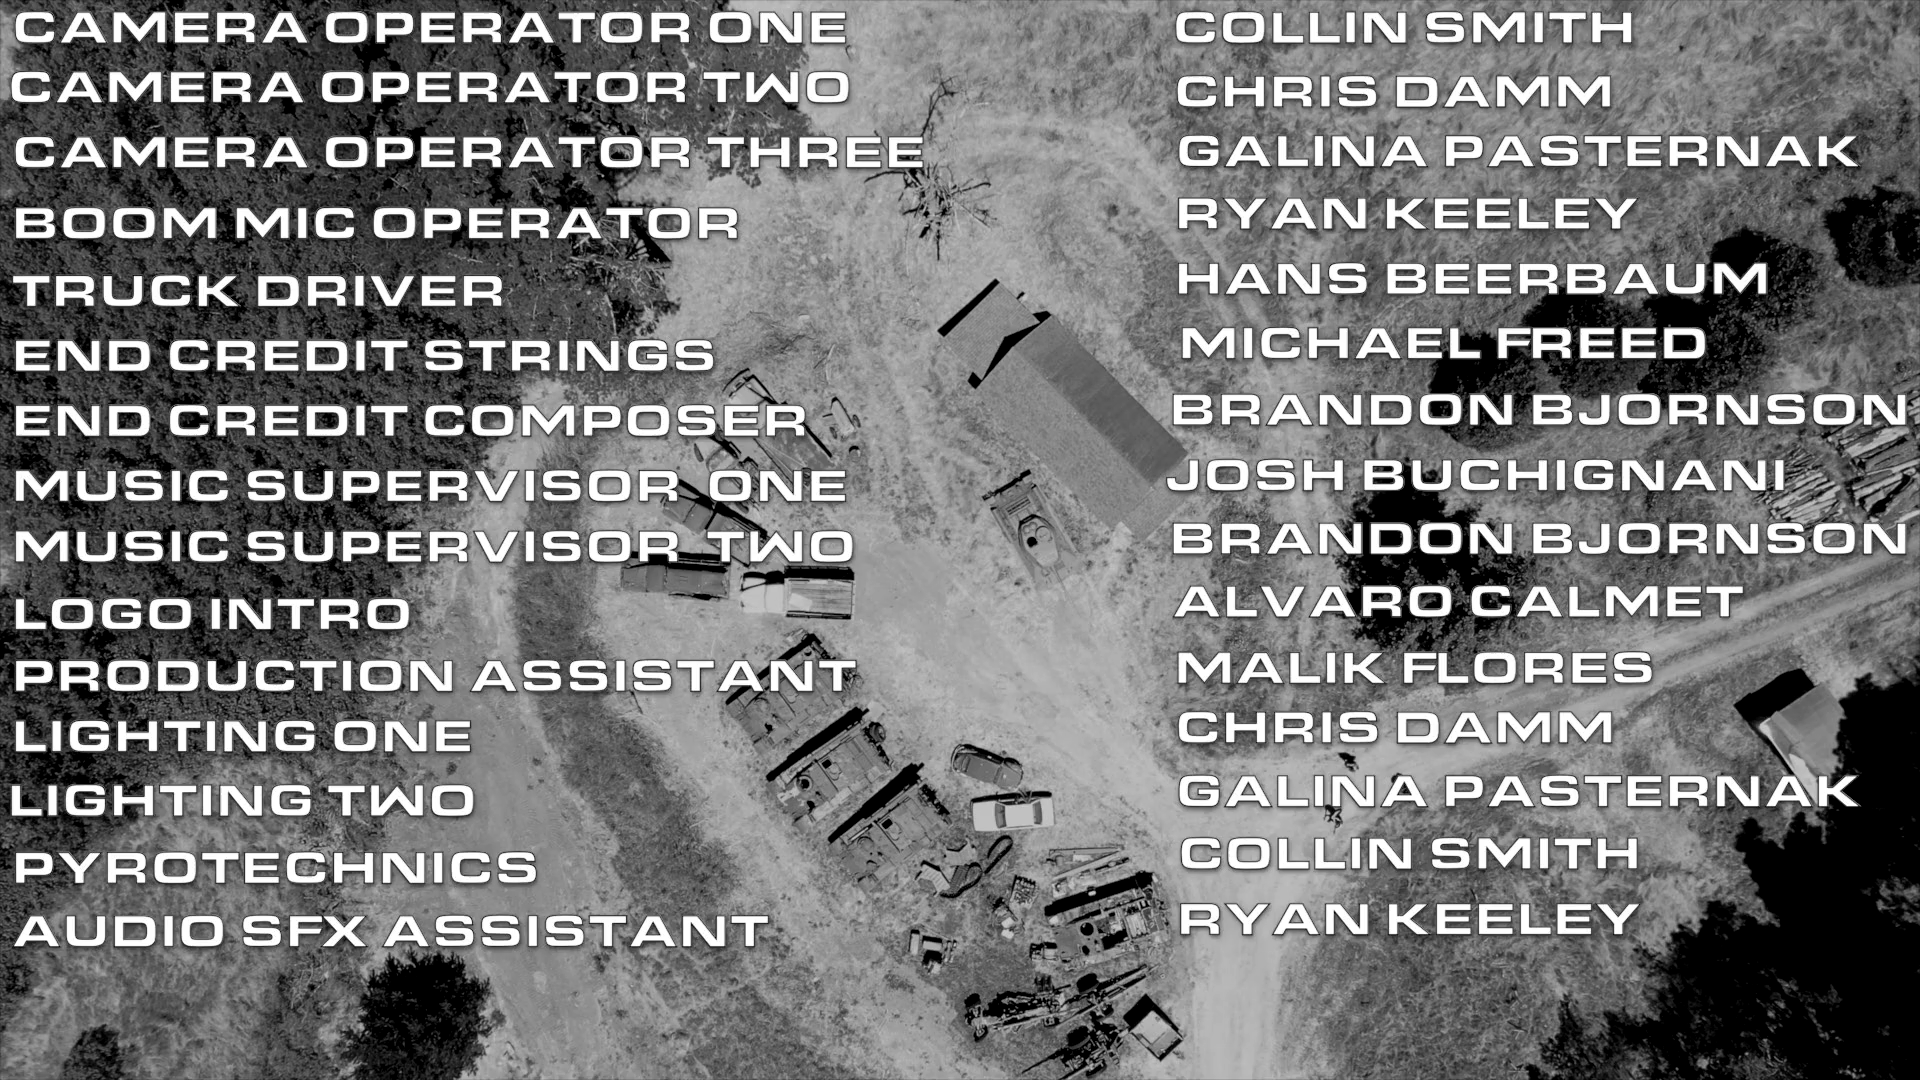 CAMERA OPERATOR ONE COLLIN SMITH
CAMERA OPERATOR TWO CHRIS DAMM
CAMERA OPERATOR THREE GALINA PASTERNAK
BOOM MIC OPERATOR RYAN KEELEY
TRUCK DRIVER HANS BEERBAUM
END CREDIT STRINGS MICHAEL FREED
END CREDIT COMPOSER BRANDON BJORNSON
MUSIC SUPERVISOR ONE JOSH BUCHIGNANI
MUSIC SUPERVISOR TWO BRANDON BJORNSON
LOGO INTRO ALVARO CALMET
PRODUCTION ASSISTANT MALIK FLORES
LIGHTING ONE CHRIS DAMM
LIGHTING TWO GALINA PASTERNAK
PYROTECHNICS COLLIN SMITH
AUDIO SFX ASSISTANT RYAN KEELEY